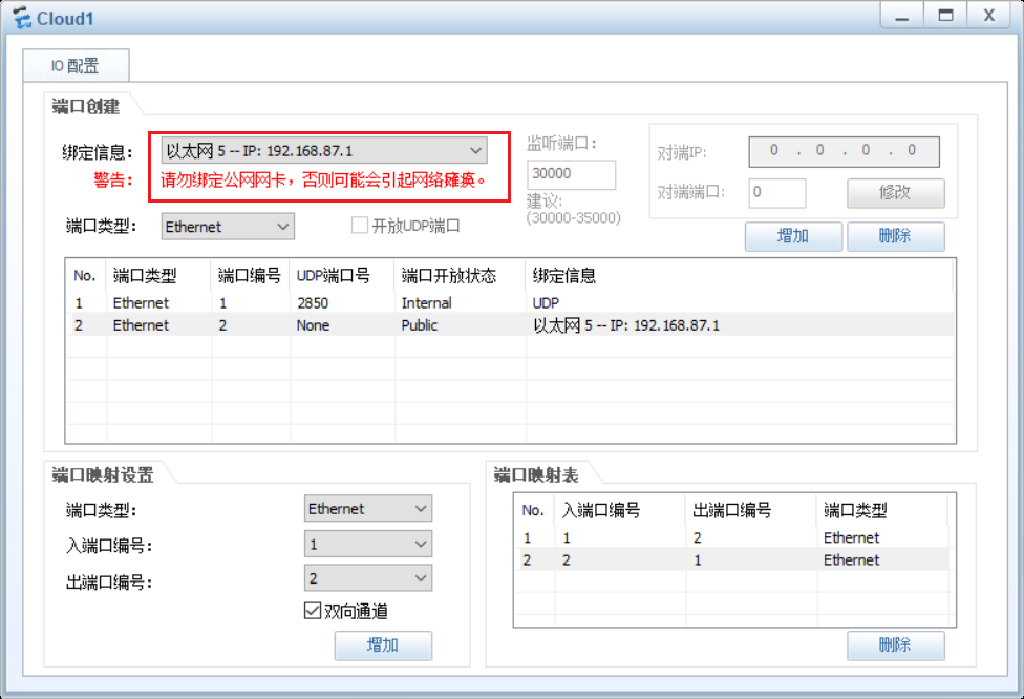 Cloud1
IO 配置
端口创建
绑定信息: 以太网 5 -- IP: 192.168.87.1
警告: 请勿绑定公网网卡，否则可能会引起网络瘫痪。
端口类型: Ethernet 开放UDP端口
监听端口:
30000
建议:
(30000-35000)
对端IP: 0 . 0 . 0 . 0
对端端口: 0 修改
增加 删除
No. 端口类型 端口编号 UDP端口号 端口开放状态 绑定信息
1 Ethernet 1 2850 Internal UDP
2 Ethernet 2 None Public 以太网 5 -- IP: 192.168.87.1
端口映射设置
端口类型: Ethernet
入端口编号: 1
出端口编号: 2
双向通道
增加
端口映射表
No. 入端口编号 出端口编号 端口类型
1 1 2 Ethernet
2 2 1 Ethernet
删除